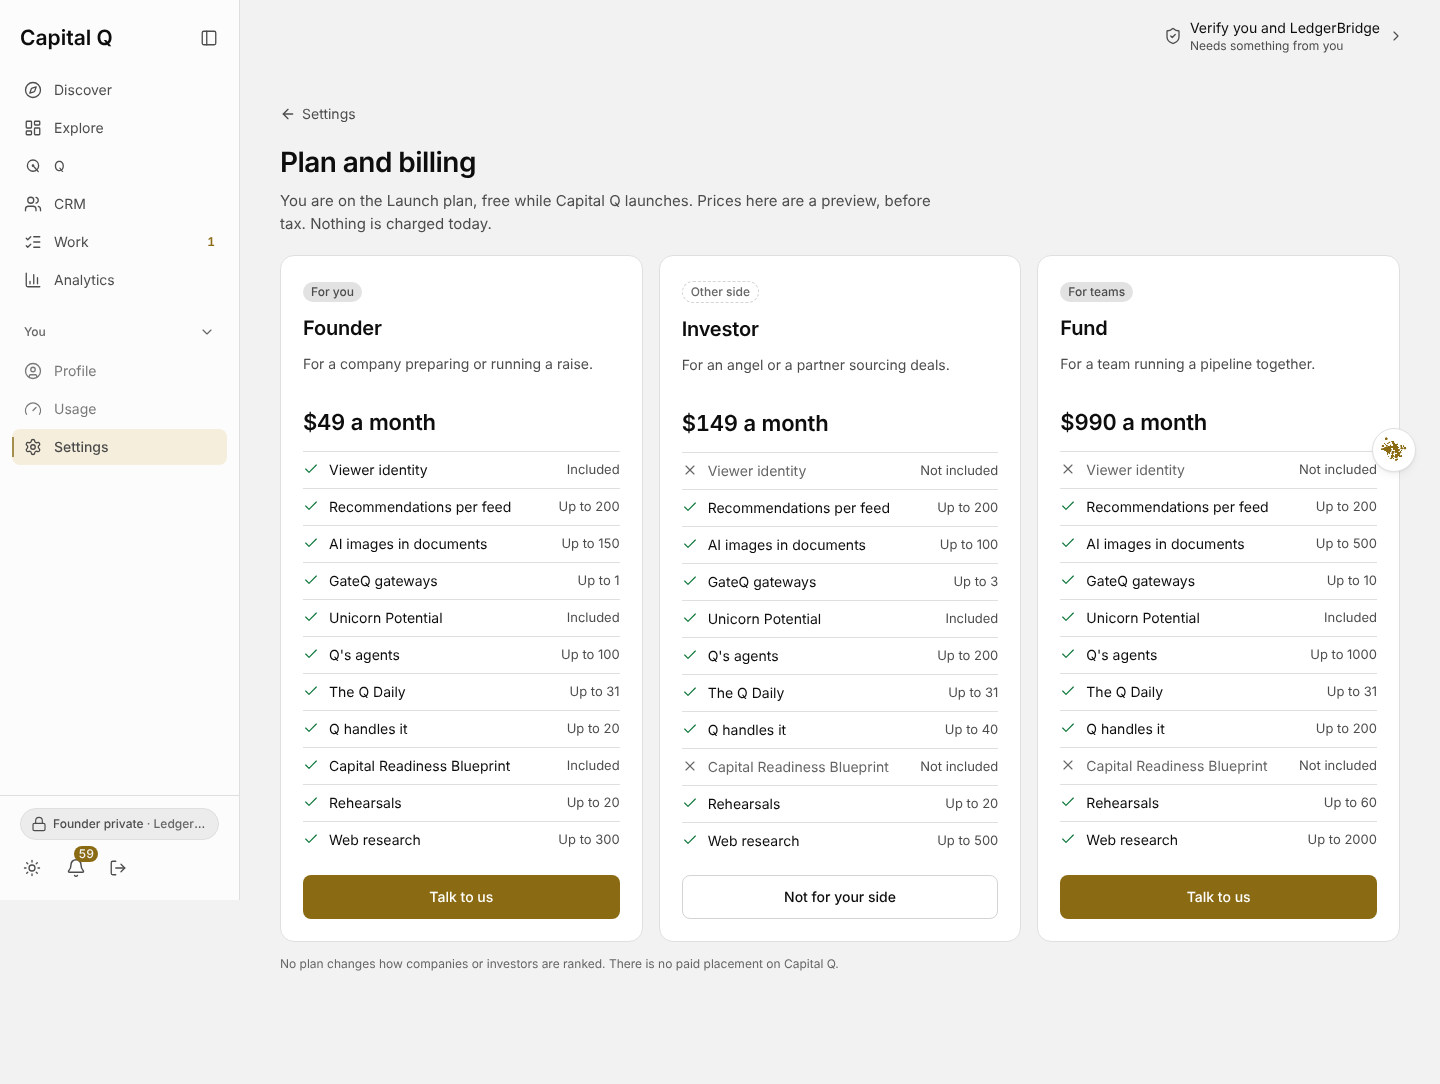 Capital Q
Verify you and LedgerBridge
Needs something from you
Discover
Explore
Q
CRM
Work 1
Analytics
You
Profile
Usage
Settings
Founder private · Ledger...
59
Settings
Plan and billing
You are on the Launch plan, free while Capital Q launches. Prices here are a preview, before
tax. Nothing is charged today.
For you
Founder
For a company preparing or running a raise.
$49 a month
Viewer identity Included
Recommendations per feed Up to 200
AI images in documents Up to 150
GateQ gateways Up to 1
Unicorn Potential Included
Q's agents Up to 100
The Q Daily Up to 31
Q handles it Up to 20
Capital Readiness Blueprint Included
Rehearsals Up to 20
Web research Up to 300
Talk to us
Other side
Investor
For an angel or a partner sourcing deals.
$149 a month
Viewer identity Not included
Recommendations per feed Up to 200
AI images in documents Up to 100
GateQ gateways Up to 3
Unicorn Potential Included
Q's agents Up to 200
The Q Daily Up to 31
Q handles it Up to 40
Capital Readiness Blueprint Not included
Rehearsals Up to 20
Web research Up to 500
Not for your side
For teams
Fund
For a team running a pipeline together.
$990 a month
Viewer identity Not included
Recommendations per feed Up to 200
AI images in documents Up to 500
GateQ gateways Up to 10
Unicorn Potential Included
Q's agents Up to 1000
The Q Daily Up to 31
Q handles it Up to 200
Capital Readiness Blueprint Not included
Rehearsals Up to 60
Web research Up to 2000
Talk to us
No plan changes how companies or investors are ranked. There is no paid placement on Capital Q.